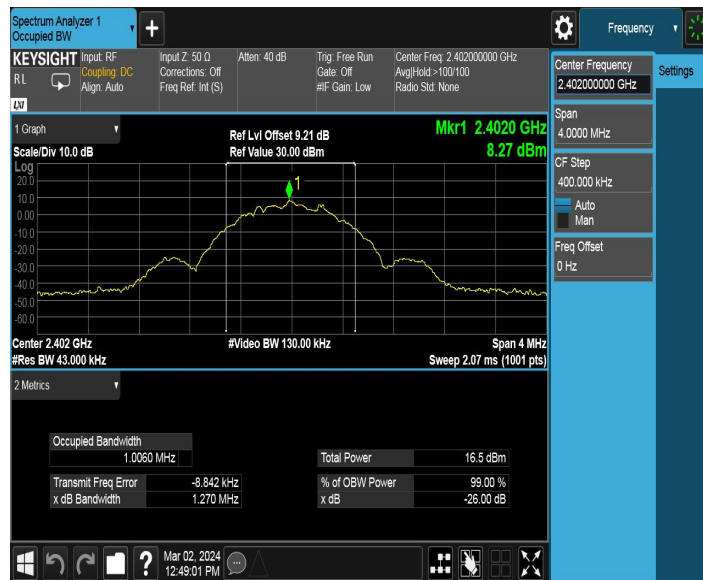 Spectrum Analyzer 1
Occupied BW
+
Frequency
KEYSIGHT
RL
LXI
Input: RF
Coupling: DC
Align: Auto
Input Z: 50 Ω
Corrections: Off
Freq Ref: Int (S)
Atten: 40 dB
Trig: Free Run
Gate: Off
#IF Gain: Low
Center Freq: 2.402000000 GHz
Avg|Hold:>100/100
Radio Std: None
Center Frequency
2.402000000 GHz
Settings
Span
4.0000 MHz
CF Step
400.000 kHz
Auto
Man
Freq Offset
0 Hz
1 Graph
Scale/Div 10.0 dB
Ref Lvl Offset 9.21 dB
Ref Value 30.00 dBm
Mkr1 2.4020 GHz
8.27 dBm
Log
20.0
10.0
0.00
-10.0
-20.0
-30.0
-40.0
-50.0
-60.0
1
Center 2.402 GHz
#Res BW 43.000 kHz
#Video BW 130.00 kHz
Span 4 MHz
Sweep 2.07 ms (1001 pts)
2 Metrics
Occupied Bandwidth
1.0060 MHz
Transmit Freq Error -8.842 kHz
x dB Bandwidth 1.270 MHz
Total Power 16.5 dBm
% of OBW Power 99.00 %
x dB -26.00 dB
?
Mar 02, 2024
12:49:01 PM